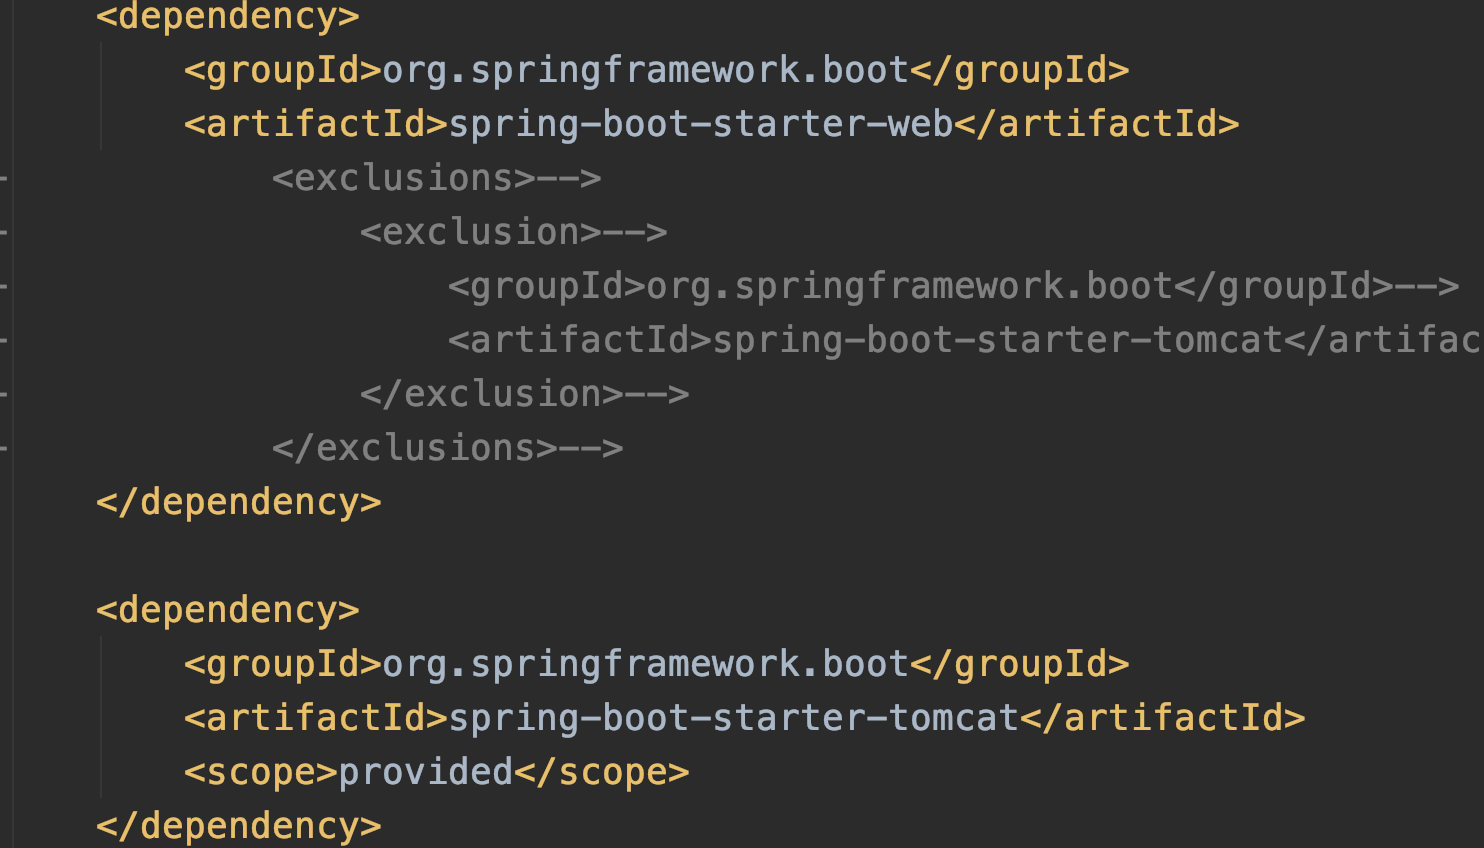 <dependency>
<groupId>org.springframework.boot</groupId>
<artifactId>spring-boot-starter-web</artifactId>
<exclusions>-->
<exclusion>-->
<groupId>org.springframework.boot</groupId>-->
<artifactId>spring-boot-starter-tomcat</artifac
</exclusion>-->
</exclusions>-->
</dependency>
<dependency>
<groupId>org.springframework.boot</groupId>
<artifactId>spring-boot-starter-tomcat</artifactId>
<scope>provided</scope>
</dependency>